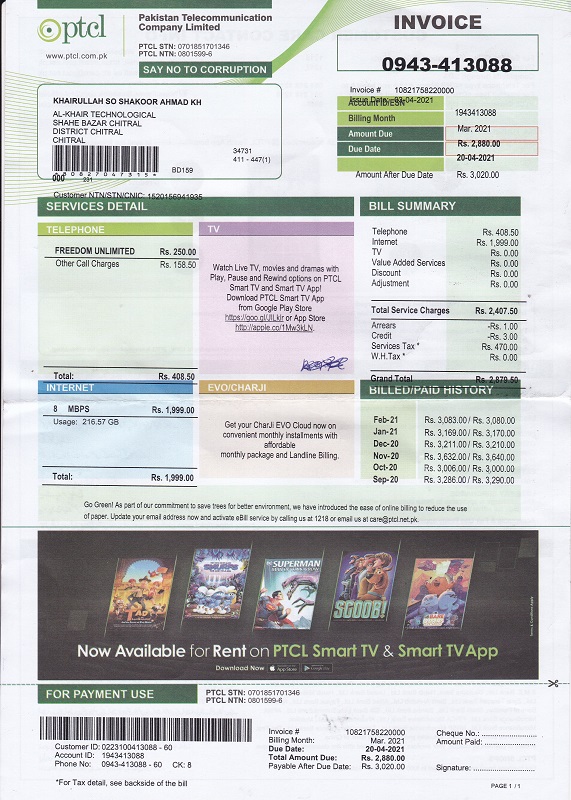 ptcl
www.ptcl.com.pk
Pakistan Telecommunication
Company Limited
PTCL STN: 0701851701346
PTCL NTN: 0801599-6
SAY NO TO CORRUPTION
INVOICE
0943-413088
Invoice # 10821758220000
Account ID/ESN 1943413088
Billing Month Mar. 2021
Amount Due Rs. 2,880.00
Due Date 20-04-2021
Amount After Due Date Rs. 3,020.00
KHAIRULLAH SO SHAKOOR AHMAD KH
AL-KHAIR TECHNOLOGICAL
SHAHE BAZAR CHITRAL
DISTRICT CHITRAL
CHITRAL
34731
411 - 447(1)
BD159
000 231
Customer NTN/STN/CNIC: 1520156941935
SERVICES DETAIL
TELEPHONE
FREEDOM UNLIMITED Rs. 250.00
Other Call Charges Rs. 158.50
Total: Rs. 408.50
TV
Watch Live TV, movies and dramas with
Play, Pause and Rewind options on PTCL
Smart TV and Smart TV App!
Download PTCL Smart TV App
from Google Play Store
or App Store
http://apple.co/1Mw3kLN.
INTERNET
8 MBPS Rs. 1,999.00
Usage: 216.57 GB
Total: Rs. 1,999.00
EVO/CHARJI
Get your CharJi EVO Cloud now on
convenient monthly installments with
affordable
monthly package and Landline Billing.
BILL SUMMARY
Telephone Rs. 408.50
Internet Rs. 1,999.00
TV Rs. 0.00
Value Added Services Rs. 0.00
Discount Rs. 0.00
Adjustment Rs. 0.00
Total Service Charges Rs. 2,407.50
Arrears -Rs. 1.00
Credit -Rs. 3.00
Services Tax * Rs. 470.00
W.H.Tax * Rs. 0.00
Grand Total Rs. 2,879.50
BILLED/PAID HISTORY
Feb-21 Rs. 3,083.00 / Rs. 3,080.00
Jan-21 Rs. 3,169.00 / Rs. 3,170.00
Dec-20 Rs. 3,211.00 / Rs. 3,210.00
Nov-20 Rs. 3,632.00 / Rs. 3,640.00
Oct-20 Rs. 3,006.00 / Rs. 3,000.00
Sep-20 Rs. 3,286.00 / Rs. 3,290.00
Go Green! As part of our commitment to save trees for better environment, we have introduced the ease of online billing to reduce the use
of paper. Update your email address now and activate eBill service by calling us at 1218 or email us at care@ptcl.net.pk.
SUPERMAN
SCOOB!
Now Available for Rent on PTCL Smart TV & Smart TV App
Download Now App Store Google Play
FOR PAYMENT USE
PTCL STN: 0701851701346
PTCL NTN: 0801599-6
Customer ID: 0223100413088 - 60
Account ID: 1943413088
Phone No: 0943-413088 - 60 CK: 8
Invoice # 10821758220000
Billing Month: Mar. 2021
Due Date: 20-04-2021
Total Amount Due: Rs. 2,880.00
Payable After Due Date: Rs. 3,020.00
Cheque No.:
Amount Paid:
Signature:
*For Tax detail, see backside of the bill
PAGE 1 / 1